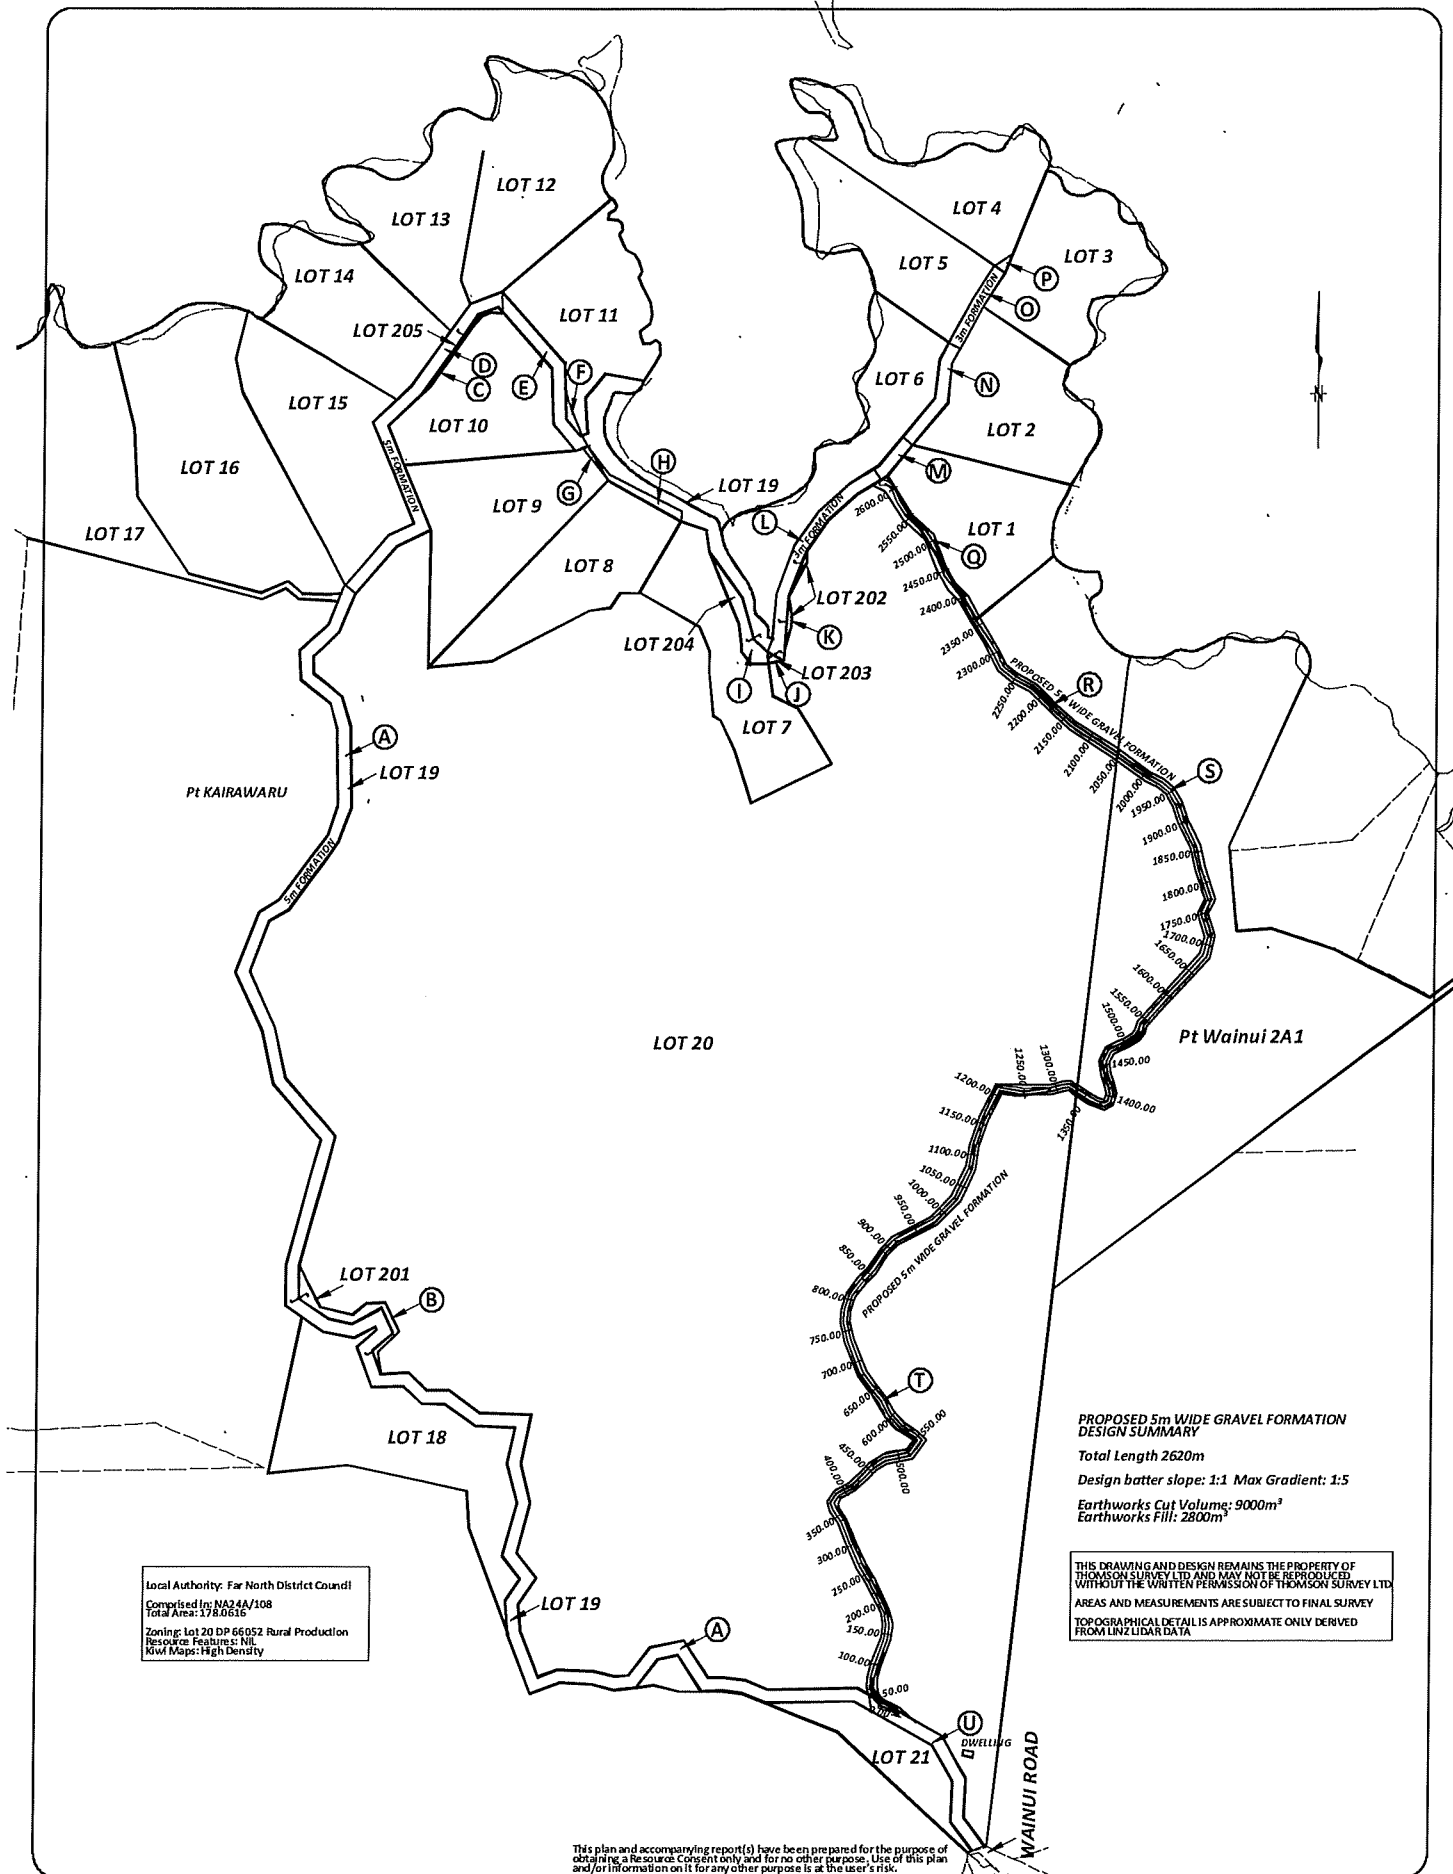 LOT 12
LOT 13
LOT 4
LOT 14
LOT 5
LOT 3
P
O
3m FORMATION
LOT 11
LOT 205
D
C
E
F
LOT 6
N
LOT 15
LOT 10
LOT 2
5m FORMATION
LOT 16
H
M
LOT 9
G
LOT 19
2600.00
L
3m FORMATION
LOT 17
LOT 1
2550.00
Q
2500.00
LOT 8
2450.00
LOT 202
2400.00
LOT 204
K
2350.00
2300.00
LOT 203
I
J
PROPOSED 5m WIDE GRAVEL FORMATION
R
2250.00
2200.00
LOT 7
2150.00
A
2100.00
LOT 19
S
2050.00
2000.00
Pt KAIRAWARU
1950.00
1900.00
1850.00
5m FORMATION
1800.00
1750.00
1700.00
1650.00
1600.00
1550.00
1500.00
LOT 20
Pt Wainui 2A1
1250.00
1300.00
1450.00
1200.00
1400.00
1150.00
1350.00
1100.00
1050.00
1000.00
950.00
PROPOSED 5m WIDE GRAVEL FORMATION
900.00
850.00
LOT 201
B
800.00
750.00
700.00
T
650.00
600.00
550.00
LOT 18
450.00
400.00
500.00
350.00
300.00
250.00
200.00
150.00
100.00
50.00
PROPOSED 5m WIDE GRAVEL FORMATION
DESIGN SUMMARY
Total Length 2620m
Design batter slope: 1:1 Max Gradient: 1:5
Earthworks Cut Volume: 9000m³
Earthworks Fill: 2800m³
THIS DRAWING AND DESIGN REMAINS THE PROPERTY OF
THOMSON SURVEY LTD AND MAY NOT BE REPRODUCED
WITHOUT THE WRITTEN PERMISSION OF THOMSON SURVEY LTD
AREAS AND MEASUREMENTS ARE SUBJECT TO FINAL SURVEY
TOPOGRAPHICAL DETAIL IS APPROXIMATE ONLY DERIVED
FROM LINZ LIDAR DATA
Local Authority: Far North District Council
Comprised in: NA24A/108
Total Area: 178.0616
Zoning: Lot 20 DP 66052 Rural Production
Resource Features: NIL
Kiwi Maps: High Density
LOT 19
A
U
DWELLING
LOT 21
WAINUI ROAD
N
This plan and accompanying report(s) have been prepared for the purpose of
obtaining a Resource Consent only and for no other purpose. Use of this plan
and/or information on it for any other purpose is at the user's risk.